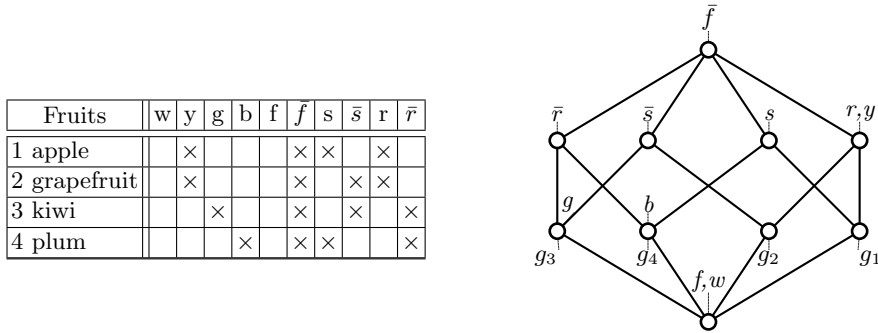 Fruits w y g b f f̄ s s̄ r r̄
1 apple × × × ×
2 grapefruit × × × ×
3 kiwi × × × ×
4 plum × × × ×
f̄
r̄ s̄ s r,y
g b
g₃ g₄ g₂ g₁
f,w